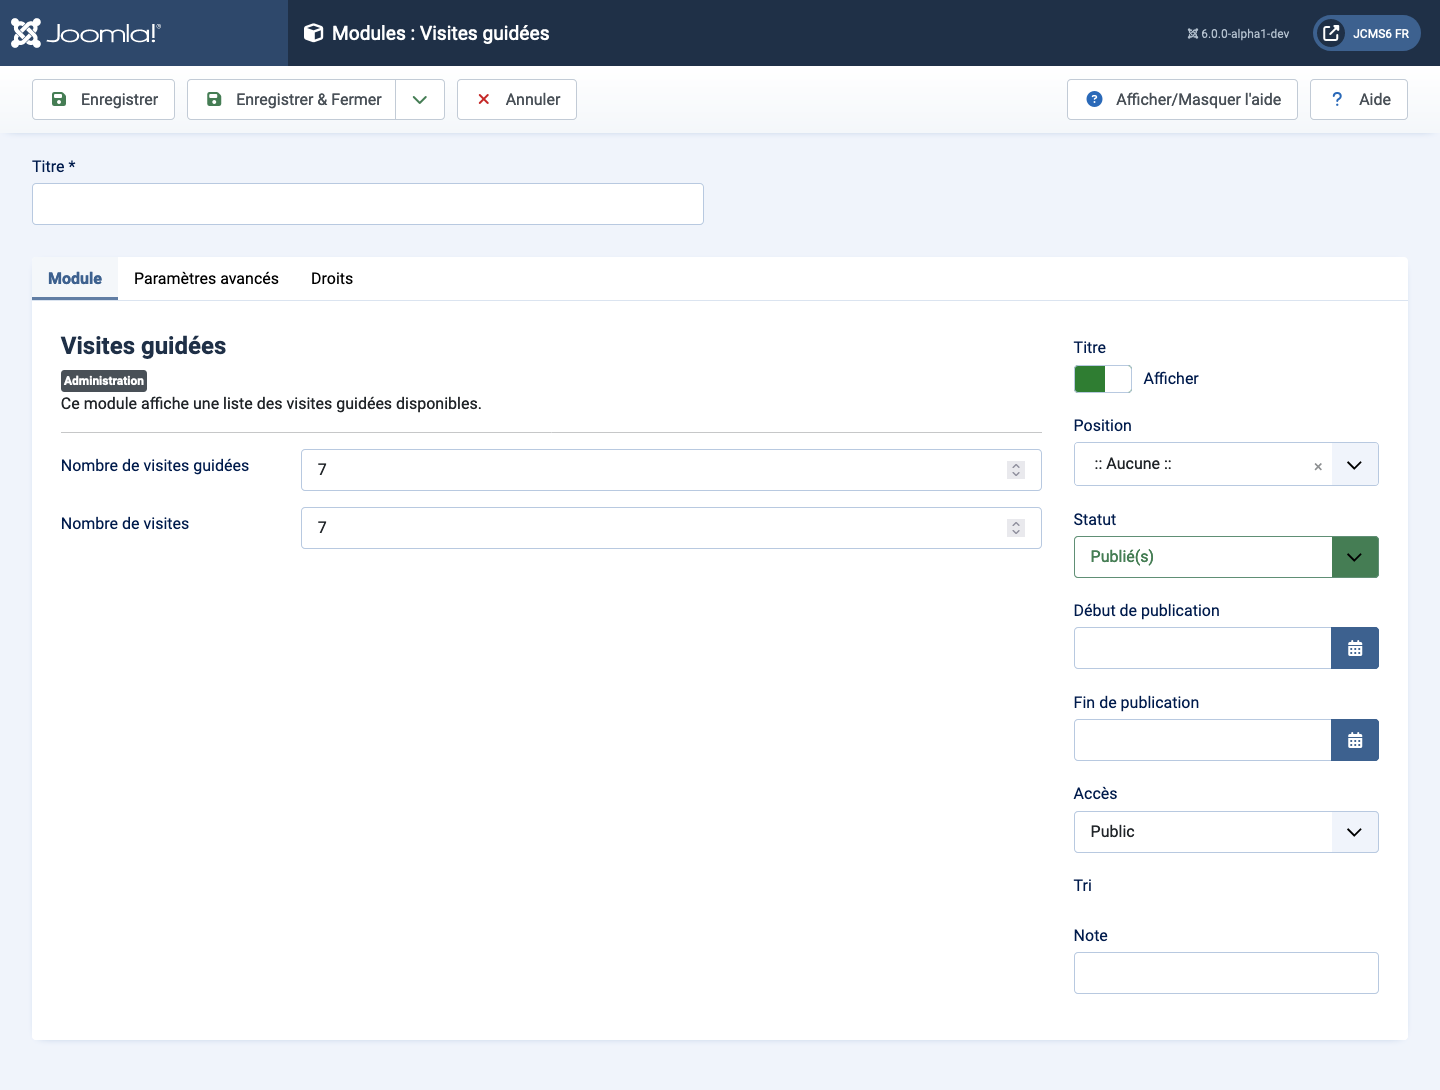 Joomla!®
Modules : Visites guidées
6.0.0-alpha1-dev
JCMS6 FR
Enregistrer
Enregistrer & Fermer
Annuler
Afficher/Masquer l'aide
? Aide
Titre *
Module
Paramètres avancés
Droits
Visites guidées
Administration
Ce module affiche une liste des visites guidées disponibles.
Nombre de visites guidées
7
Nombre de visites
7
Titre
Afficher
Position
:: Aucune ::
×
Statut
Publié(s)
Début de publication
Fin de publication
Accès
Public
Tri
Note